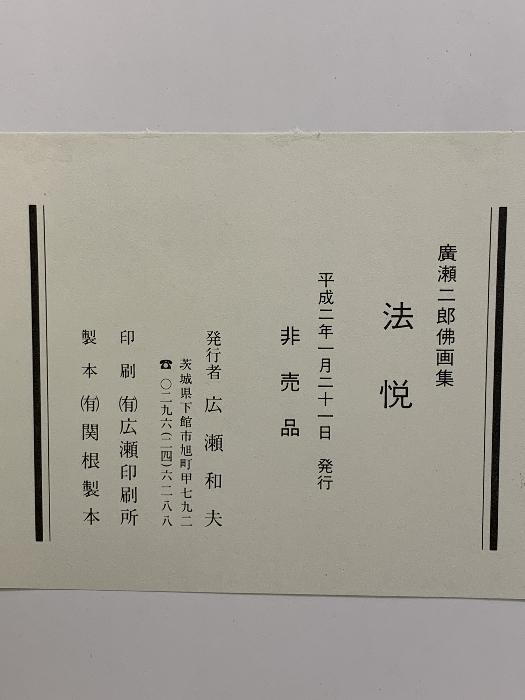 廣瀬二郎佛画集
法悦
平成二年一月二十一日 発行
非売品
発行者 広瀬和夫
茨城県下館市旭町甲七九二
☎ 〇二九六(二四)六二八八
印刷 ㈲広瀬印刷所
製本 ㈲関根製本